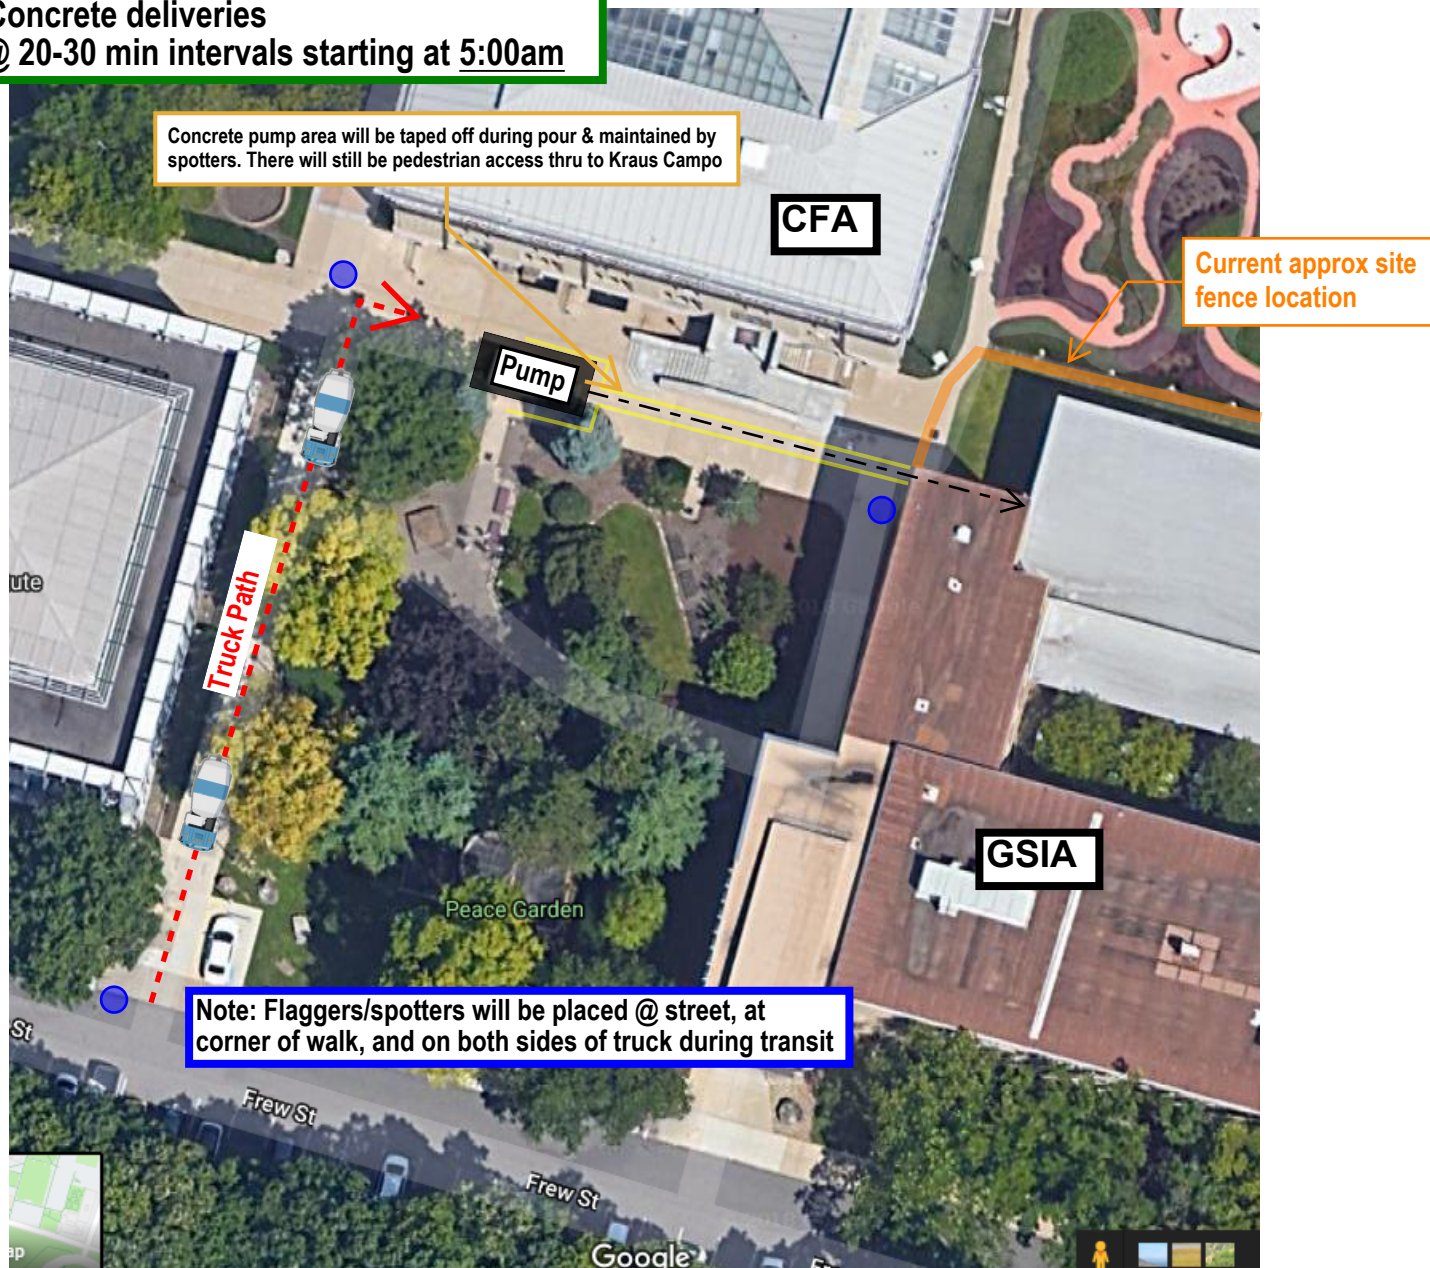 Concrete deliveries
@ 20-30 min intervals starting at 5:00am
Concrete pump area will be taped off during pour & maintained by
spotters. There will still be pedestrian access thru to Kraus Campo
CFA
Current approx site
fence location
Pump
ute
Truck Path
GSIA
Peace Garden
Note: Flaggers/spotters will be placed @ street, at
corner of walk, and on both sides of truck during transit
St
Frew St
Frew St
ap
Google